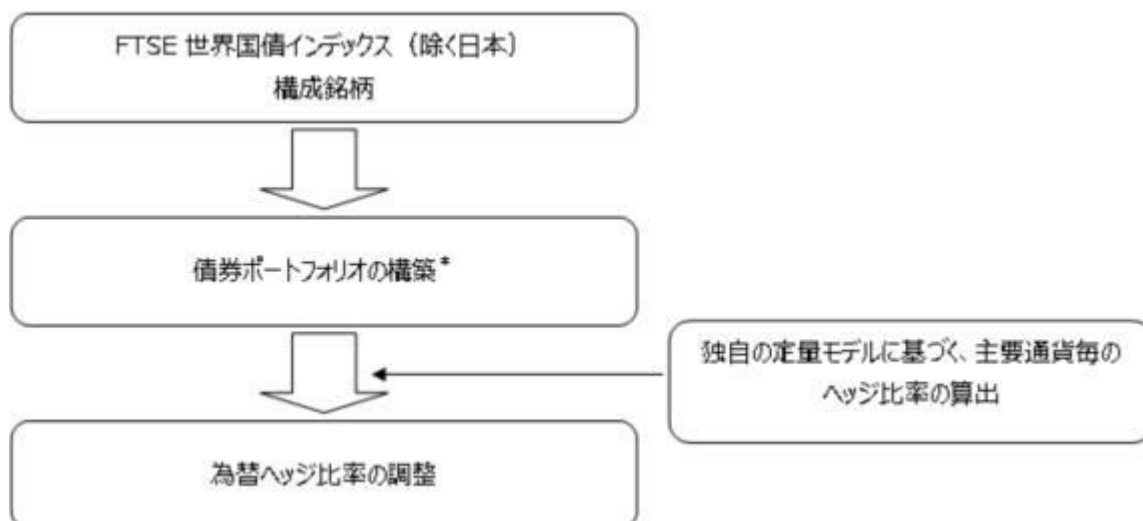 FTSE 世界国債インデックス（除く日本）
構成銘柄
債券ポートフォリオの構築*
独自の定量モデルに基づく、主要通貨毎の
ヘッジ比率の算出
為替ヘッジ比率の調整